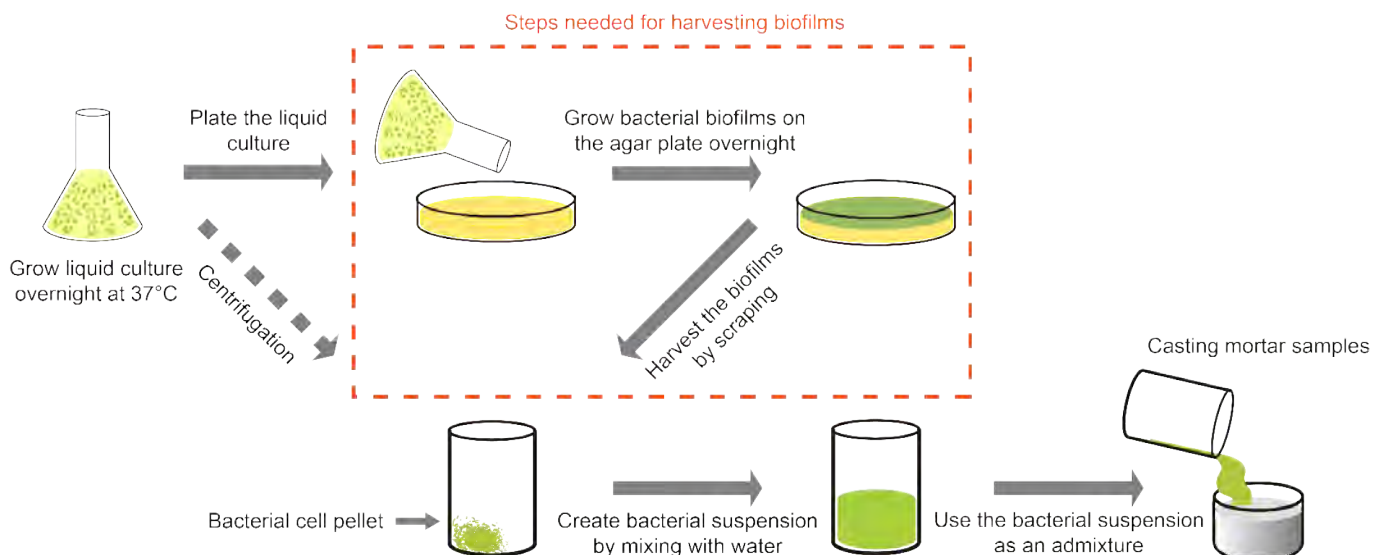 Steps needed for harvesting biofilms
Plate the liquid
culture
Grow bacterial biofilms on
the agar plate overnight
Grow liquid culture
overnight at 37°C
Centrifugation
Harvest the biofilms
by scraping
Casting mortar samples
Bacterial cell pellet
Create bacterial suspension
by mixing with water
Use the bacterial suspension
as an admixture